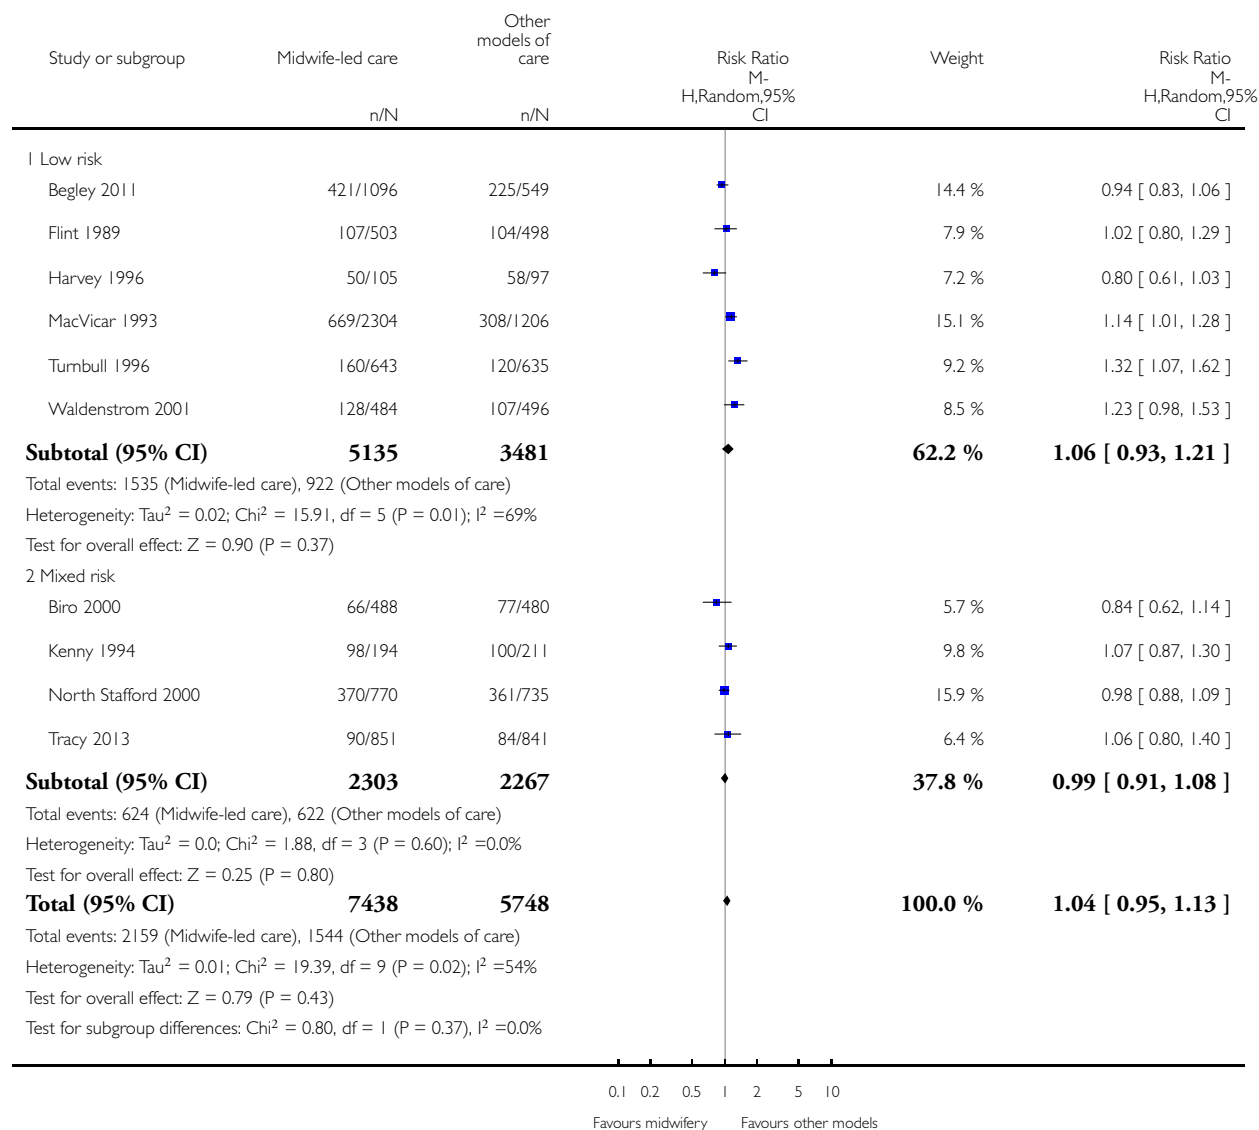 Study or subgroup Midwife-led care Other models of care Risk Ratio Weight Risk Ratio
n/N n/N M-H,Random,95% CI M-H,Random,95% CI
1 Low risk
Begley 2011 421/1096 225/549 14.4 % 0.94 [ 0.83, 1.06 ]
Flint 1989 107/503 104/498 7.9 % 1.02 [ 0.80, 1.29 ]
Harvey 1996 50/105 58/97 7.2 % 0.80 [ 0.61, 1.03 ]
MacVicar 1993 669/2304 308/1206 15.1 % 1.14 [ 1.01, 1.28 ]
Turnbull 1996 160/643 120/635 9.2 % 1.32 [ 1.07, 1.62 ]
Waldenstrom 2001 128/484 107/496 8.5 % 1.23 [ 0.98, 1.53 ]
Subtotal (95% CI) 5135 3481 62.2 % 1.06 [ 0.93, 1.21 ]
Total events: 1535 (Midwife-led care), 922 (Other models of care)
Heterogeneity: Tau² = 0.02; Chi² = 15.91, df = 5 (P = 0.01); I² =69%
Test for overall effect: Z = 0.90 (P = 0.37)
2 Mixed risk
Biro 2000 66/488 77/480 5.7 % 0.84 [ 0.62, 1.14 ]
Kenny 1994 98/194 100/211 9.8 % 1.07 [ 0.87, 1.30 ]
North Stafford 2000 370/770 361/735 15.9 % 0.98 [ 0.88, 1.09 ]
Tracy 2013 90/851 84/841 6.4 % 1.06 [ 0.80, 1.40 ]
Subtotal (95% CI) 2303 2267 37.8 % 0.99 [ 0.91, 1.08 ]
Total events: 624 (Midwife-led care), 622 (Other models of care)
Heterogeneity: Tau² = 0.0; Chi² = 1.88, df = 3 (P = 0.60); I² =0.0%
Test for overall effect: Z = 0.25 (P = 0.80)
Total (95% CI) 7438 5748 100.0 % 1.04 [ 0.95, 1.13 ]
Total events: 2159 (Midwife-led care), 1544 (Other models of care)
Heterogeneity: Tau² = 0.01; Chi² = 19.39, df = 9 (P = 0.02); I² =54%
Test for overall effect: Z = 0.79 (P = 0.43)
Test for subgroup differences: Chi² = 0.80, df = 1 (P = 0.37), I² =0.0%
0.1 0.2 0.5 1 2 5 10
Favours midwifery Favours other models